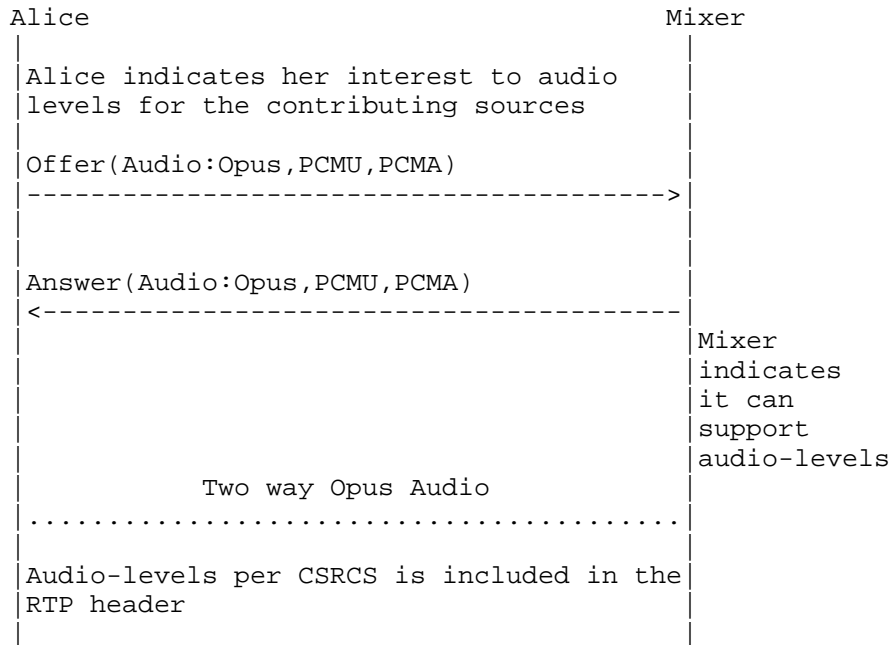 Alice Mixer
Alice indicates her interest to audio
levels for the contributing sources
Offer(Audio:Opus,PCMU,PCMA)
Answer(Audio:Opus,PCMU,PCMA)
Mixer
indicates
it can
support
audio-levels
Two way Opus Audio
Audio-levels per CSRCS is included in the
RTP header